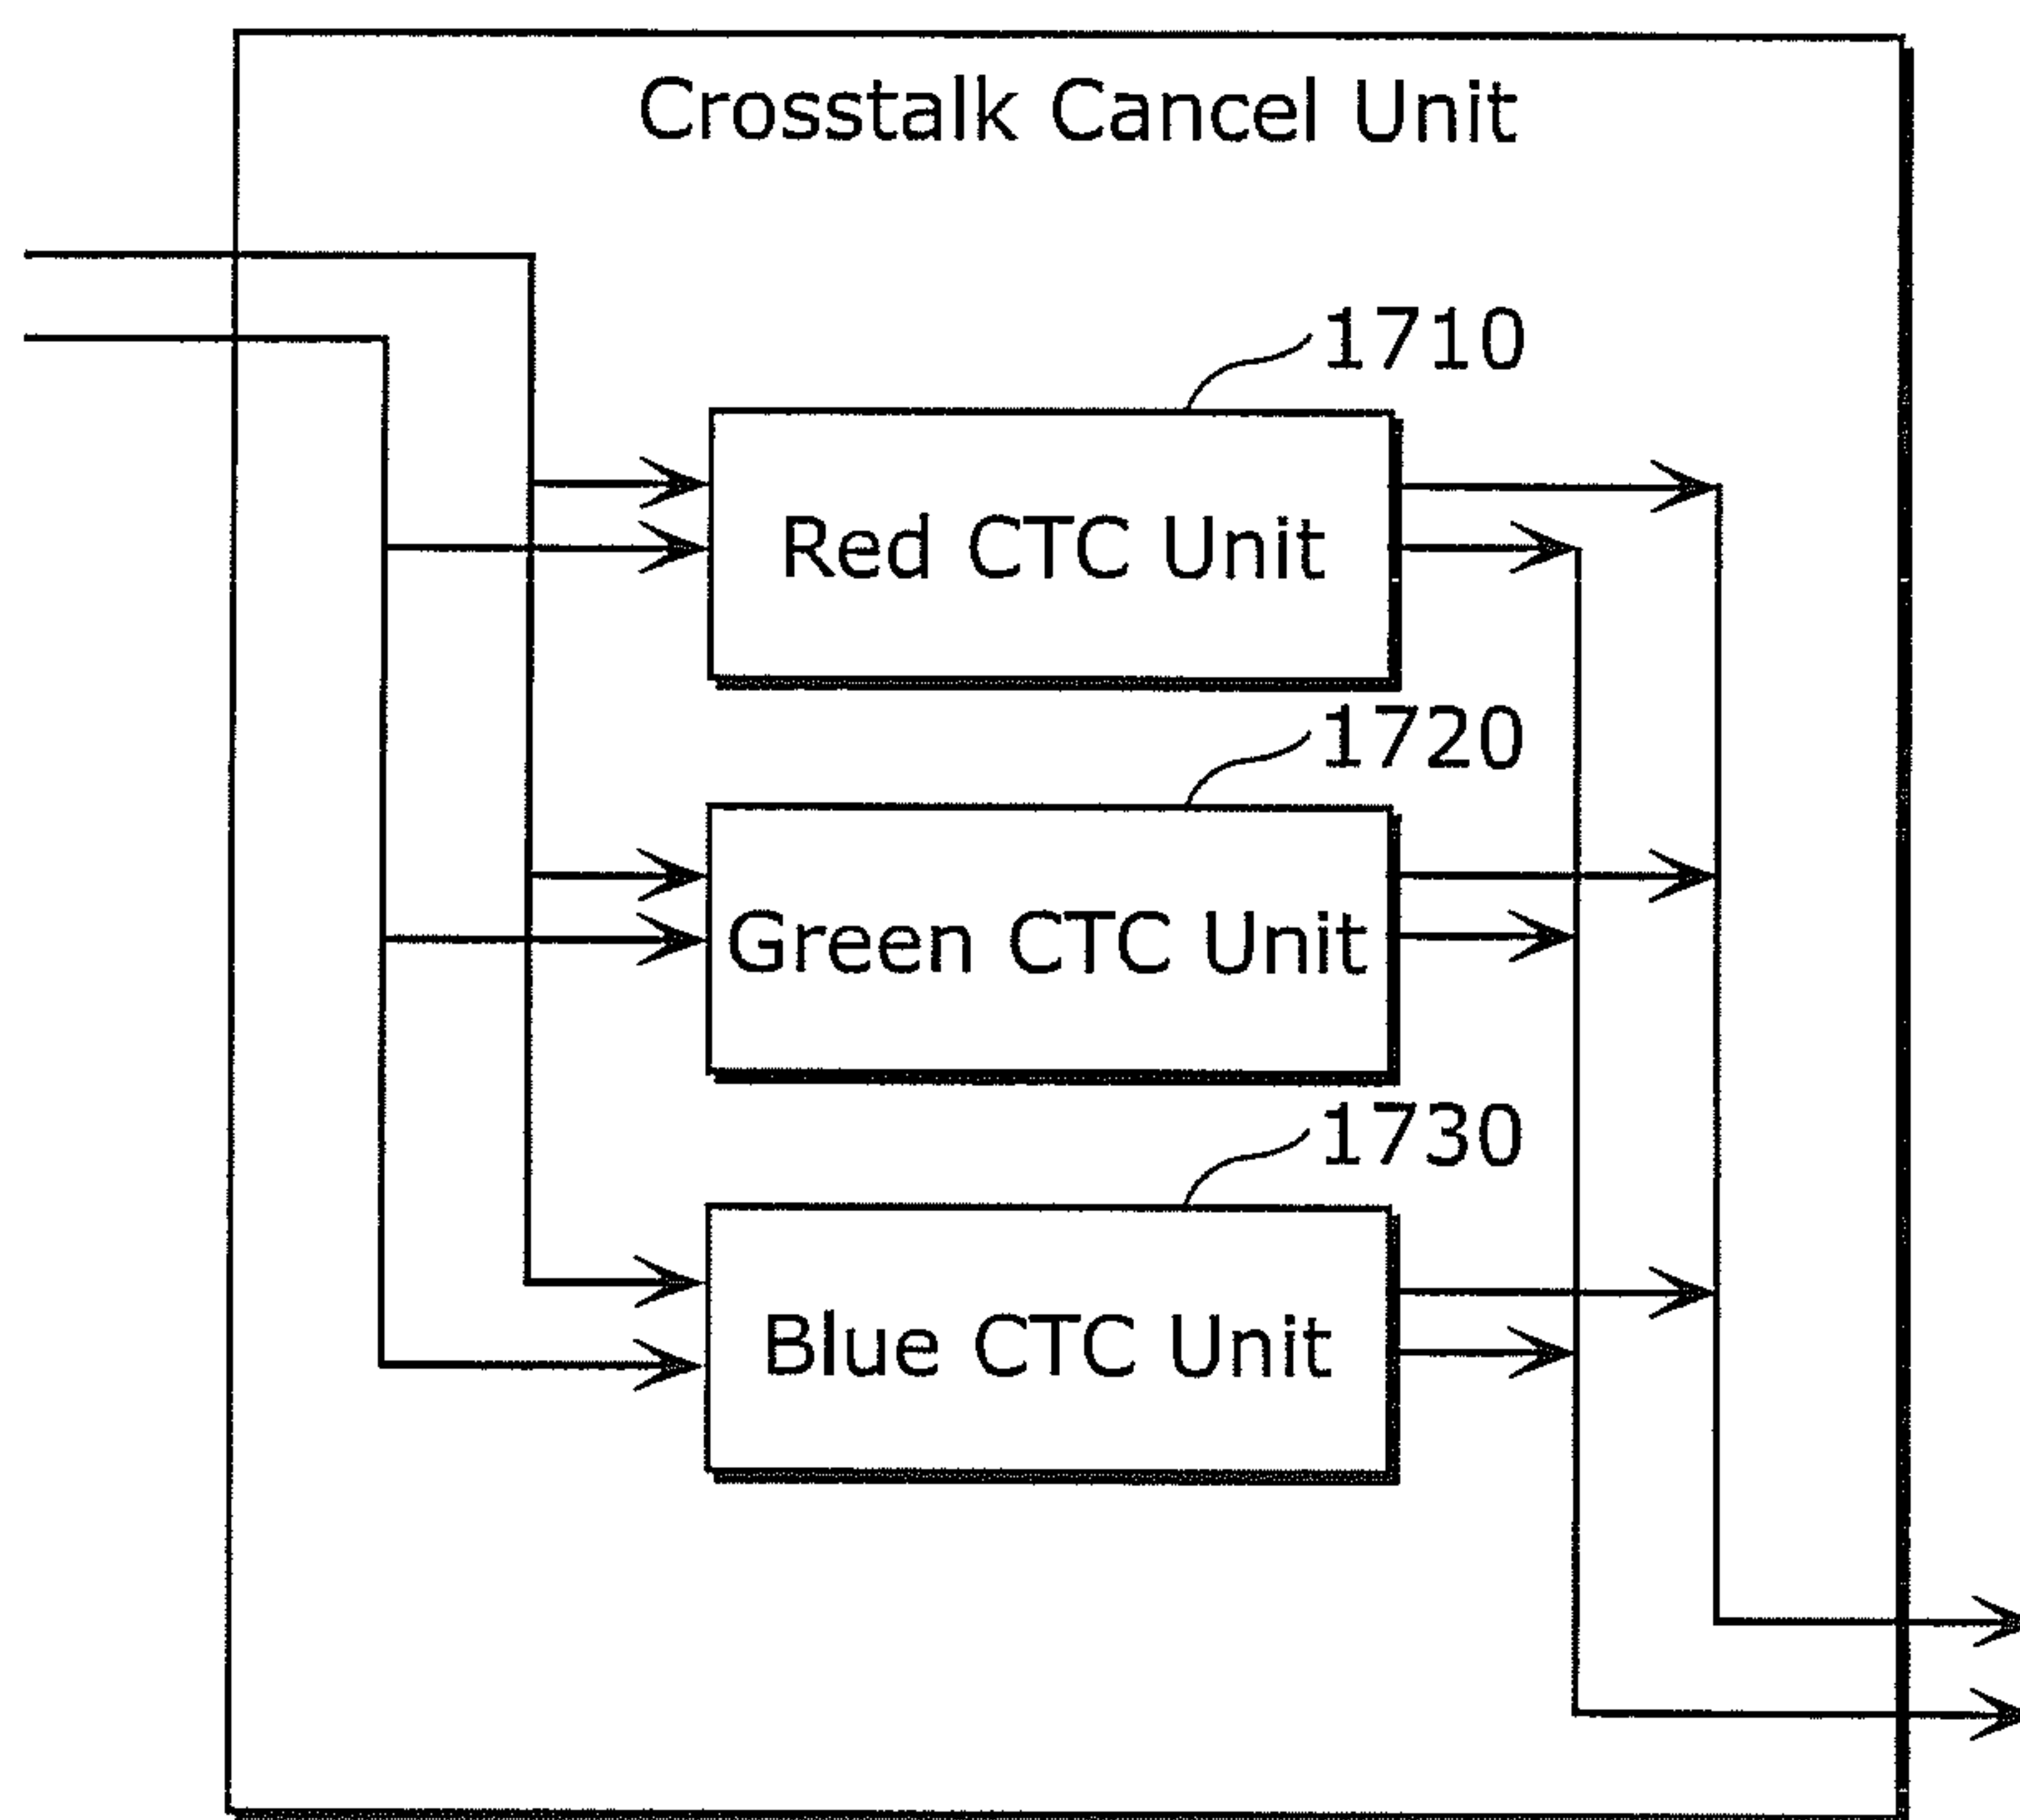 Crosstalk Cancel Unit
1710
Red CTC Unit
1720
Green CTC Unit
1730
Blue CTC Unit